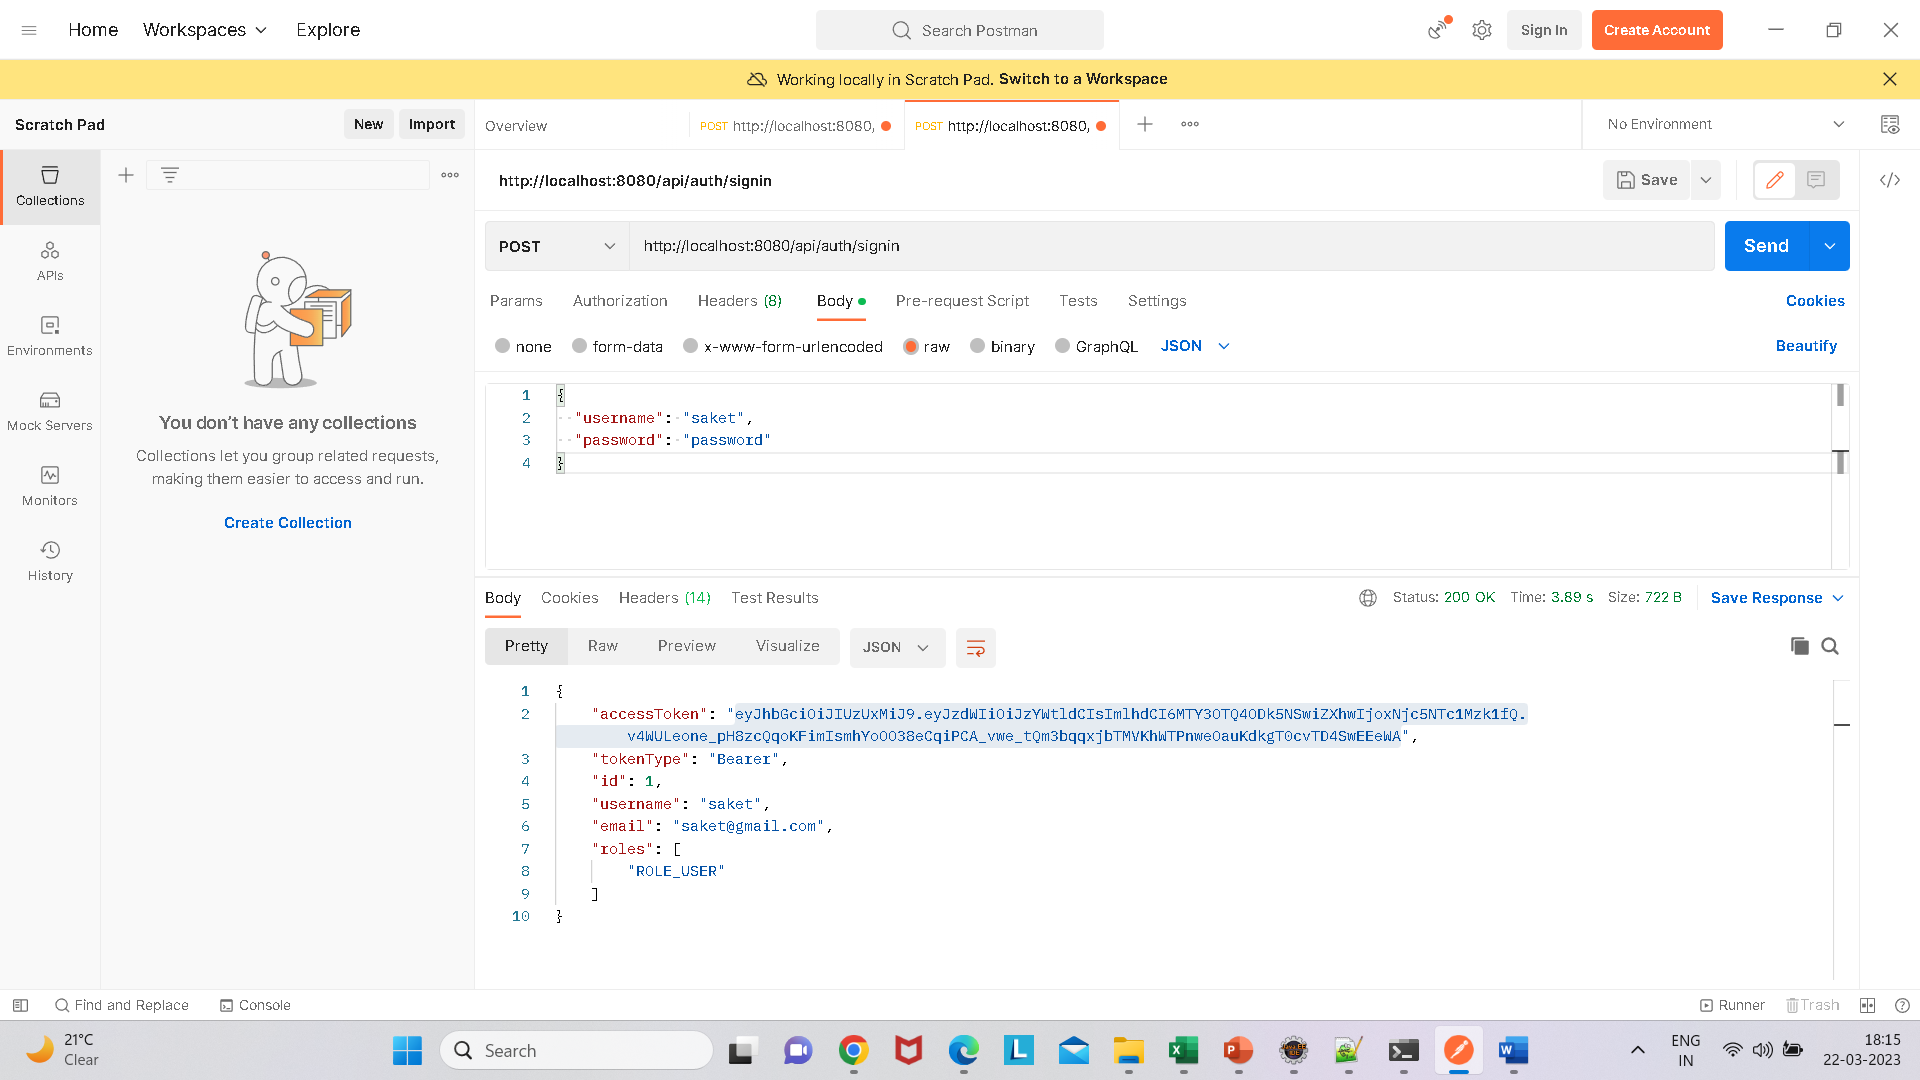 Home Workspaces Explore Search Postman Sign In Create Account
Working locally in Scratch Pad. Switch to a Workspace
Scratch Pad New Import Overview POST http://localhost:8080, POST http://localhost:8080, No Environment
http://localhost:8080/api/auth/signin Save
POST http://localhost:8080/api/auth/signin Send
Params Authorization Headers (8) Body Pre-request Script Tests Settings Cookies
none form-data x-www-form-urlencoded raw binary GraphQL JSON Beautify
1 {
2 "username": "saket",
3 "password": "password"
4 }
Collections
APIs
Environments
Mock Servers
Monitors
History
You don't have any collections
Collections let you group related requests,
making them easier to access and run.
Create Collection
Body Cookies Headers (14) Test Results Status: 200 OK Time: 3.89 s Size: 722 B Save Response
Pretty Raw Preview Visualize JSON
1 {
2 "accessToken": "eyJhbGciOiJIUzUxMiJ9.eyJzdWIiOiJzYWtldCIsImlhdCI6MTY3OTQ4ODk5NSwiZXhwIjoxNjc5NTc1Mzk1fQ.
v4WULeone_pH8zcQqoKFimIsmhYoOO38eCqiPCA_vwe_tQm3bqqxjbTMVKhWTPnweOauKdkgT0cvTD4SwEEeWA",
3 "tokenType": "Bearer",
4 "id": 1,
5 "username": "saket",
6 "email": "saket@gmail.com",
7 "roles": [
8 "ROLE_USER"
9 ]
10 }
Find and Replace Console Runner Trash
21°C
Clear
Search
ENG
IN
18:15
22-03-2023